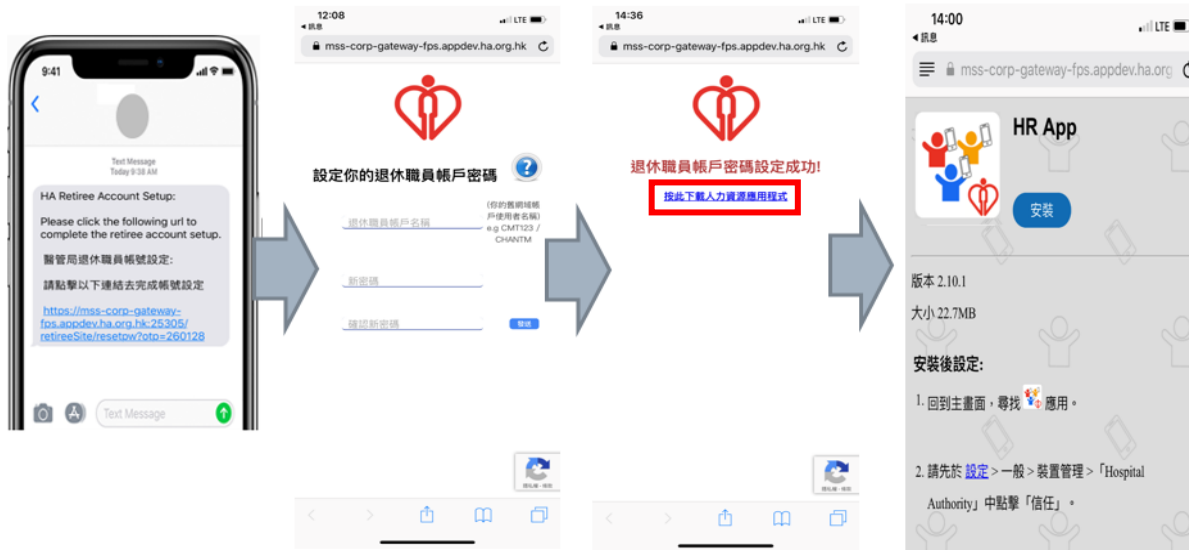 9:41
Text Message
Today 9:38 AM
HA Retiree Account Setup:
Please click the following url to
complete the retiree account setup.
醫管局退休職員帳號設定:
請點擊以下連結去完成帳號設定
https://mss-corp-gateway-
fps.appdev.ha.org.hk:25305/
retireeSite/resetpw?otp=260128
Text Message
12:08
LTE
訊息
mss-corp-gateway-fps.appdev.ha.org.hk
設定你的退休職員帳戶密碼
?
退休職員帳戶名稱
(你的舊網域帳
戶使用者名稱)
e.g CMT123 /
CHANTM
新密碼
確認新密碼
發送
14:36
LTE
訊息
mss-corp-gateway-fps.appdev.ha.org.hk
退休職員帳戶密碼設定成功!
按此下載人力資源應用程式
14:00
LTE
訊息
mss-corp-gateway-fps.appdev.ha.org
HR App
安裝
版本 2.10.1
大小 22.7MB
安裝後設定:
1. 回到主畫面，尋找 應用。
2. 請先於 設定 > 一般 > 裝置管理 >「Hospital
Authority」中點擊「信任」。